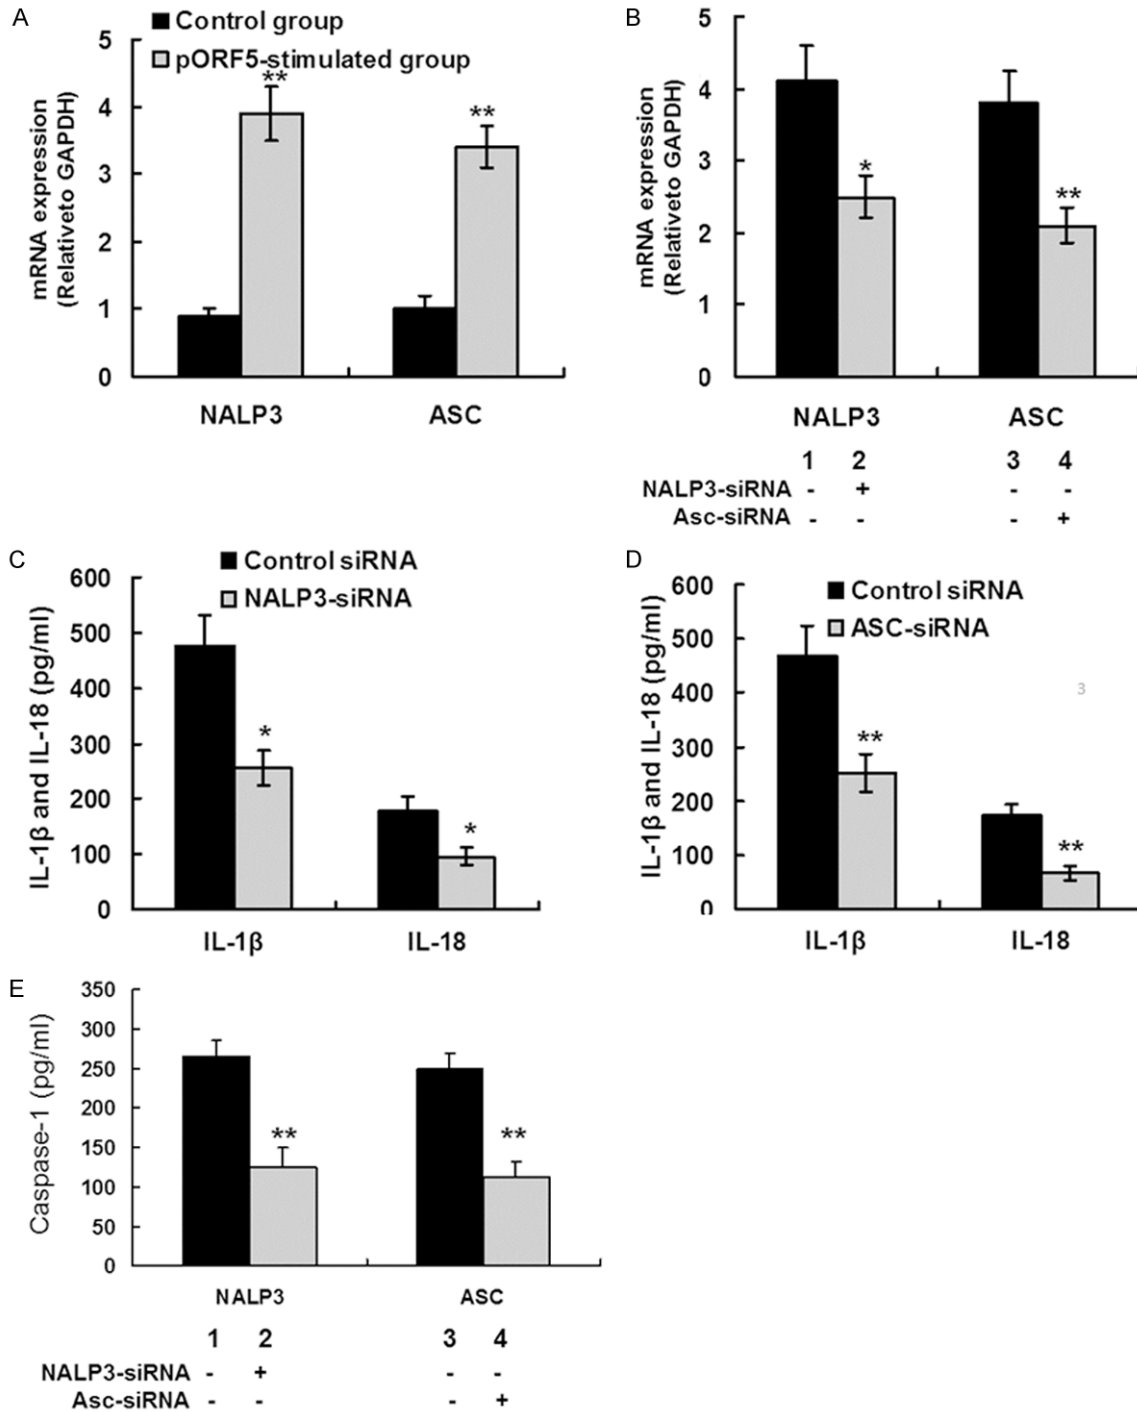 A
Control group
pORF5-stimulated group
mRNA expression
(Relativeto GAPDH)
5
4
3
2
1
0
**
**
NALP3
ASC
B
mRNA expression
(Relativeto GAPDH)
5
4
3
2
1
0
*
**
NALP3
ASC
1 2 3 4
NALP3-siRNA - + - -
Asc-siRNA - - - +
C
Control siRNA
NALP3-siRNA
IL-1β and IL-18 (pg/ml)
600
500
400
300
200
100
0
*
*
IL-1β
IL-18
D
Control siRNA
ASC-siRNA
IL-1β and IL-18 (pg/ml)
600
500
400
300
200
100
0
3
**
**
IL-1β
IL-18
E
Caspase-1 (pg/ml)
350
300
250
200
150
100
50
0
**
**
NALP3
ASC
1 2 3 4
NALP3-siRNA - + - -
Asc-siRNA - - - +